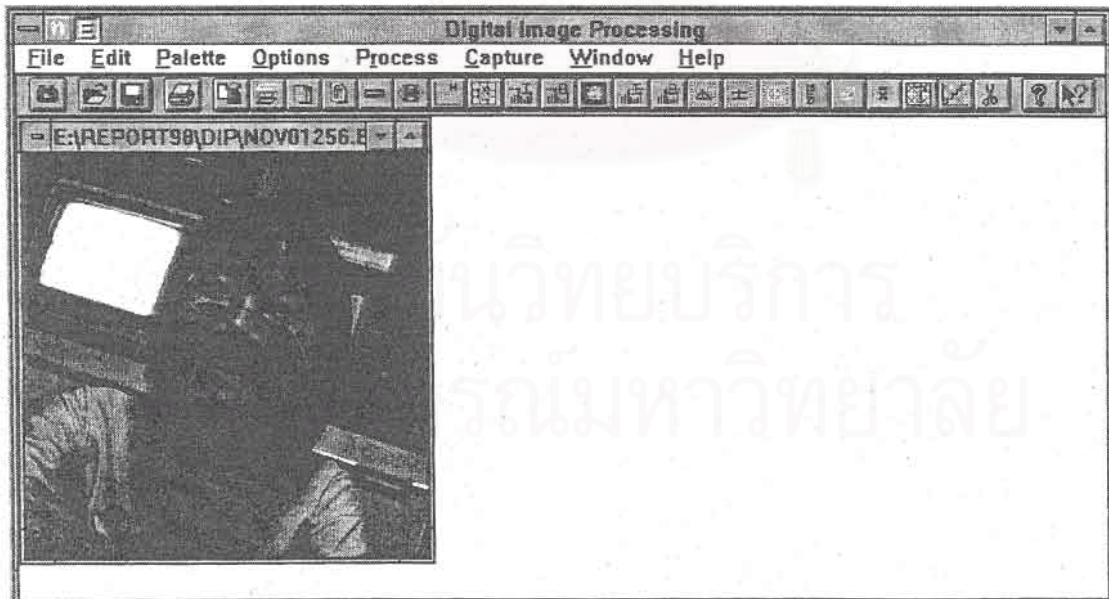 Digital Image Processing
File Edit Palette Options Process Capture Window Help
E:\REPORT98\DIP\NOV01256.B
นวิทยบริการ
รณ์มหาวิทยาลัย